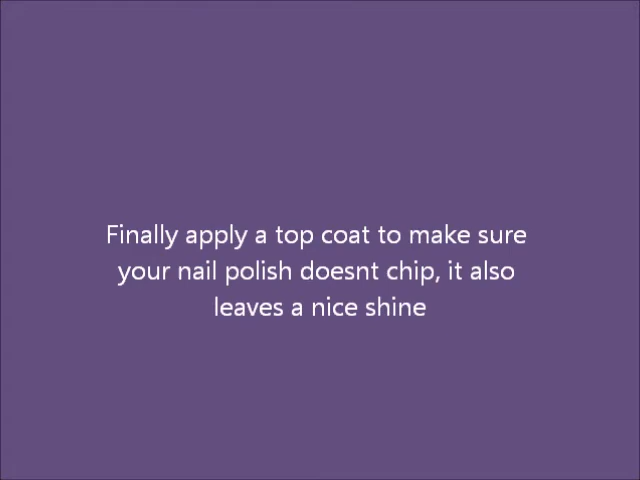 Finally apply a top coat to make sure
your nail polish doesnt chip, it also
leaves a nice shine